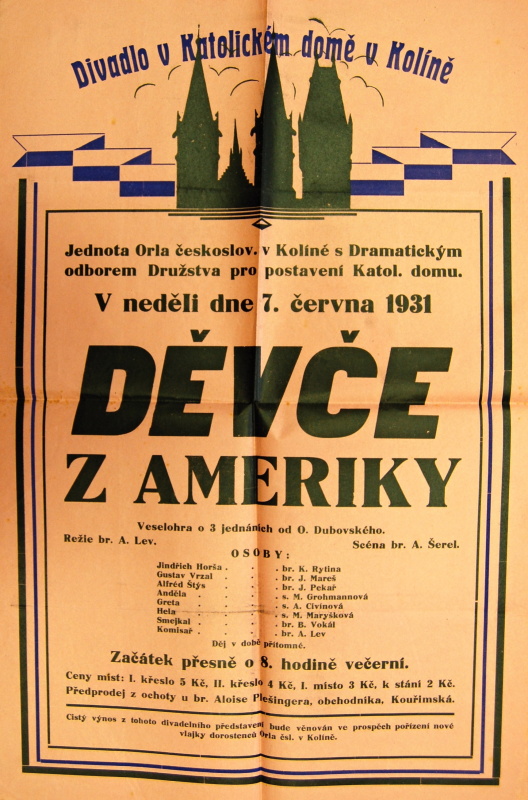 Divadlo v Katolickém domě v Kolíně
Jednota Orla českoslov. v Kolíné s Dramatickým
odborem Družstva pro postavení Katol. domu.
V neděli dne 7. června 1931
DĚVČE
Z AMERIKY
Veselohra o 3 jednáních od O. Dubovského.
Režie br. A. Lev. Scéna br. A. Šerel.
OSOBY:
Jindřich Horša . . . . br. K. Rytina
Gustav Vrzal . . . . br. J. Mareš
Alfréd Štýs . . . . br. J. Pekař
Anděla . . . . s. M. Grohmannová
Greta . . . . s. A. Civínová
Hela . . . . s. M. Maryšková
Smejkal . . . . br. B. Vokál
Komisař . . . . br. A. Lev
Děj v době přítomné.
Začátek přesně o 8. hodině večerní.
Ceny míst: I. křeslo 5 Kč, II. křeslo 4 Kč, I. místo 3 Kč, k stání 2 Kč.
Předprodej z ochoty u br. Aloise Plešingera, obchodníka, Kouřimská.
Čistý výnos z tohoto divadelního představení bude věnován ve prospěch pořízení nové
vlajky dorostenců Orla čsl. v Kolíně.